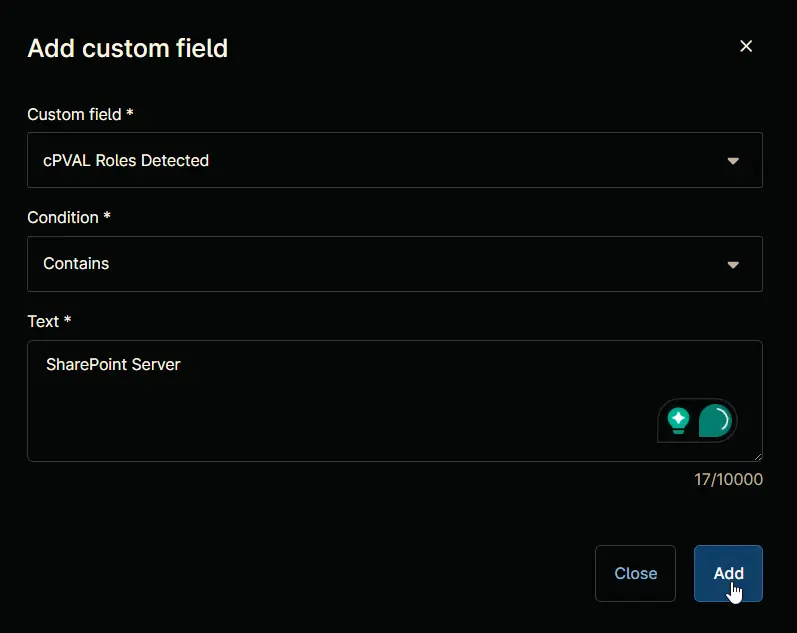 Add custom field
Custom field *
cPVAL Roles Detected
Condition *
Contains
Text *
SharePoint Server
17/10000
Close
Add